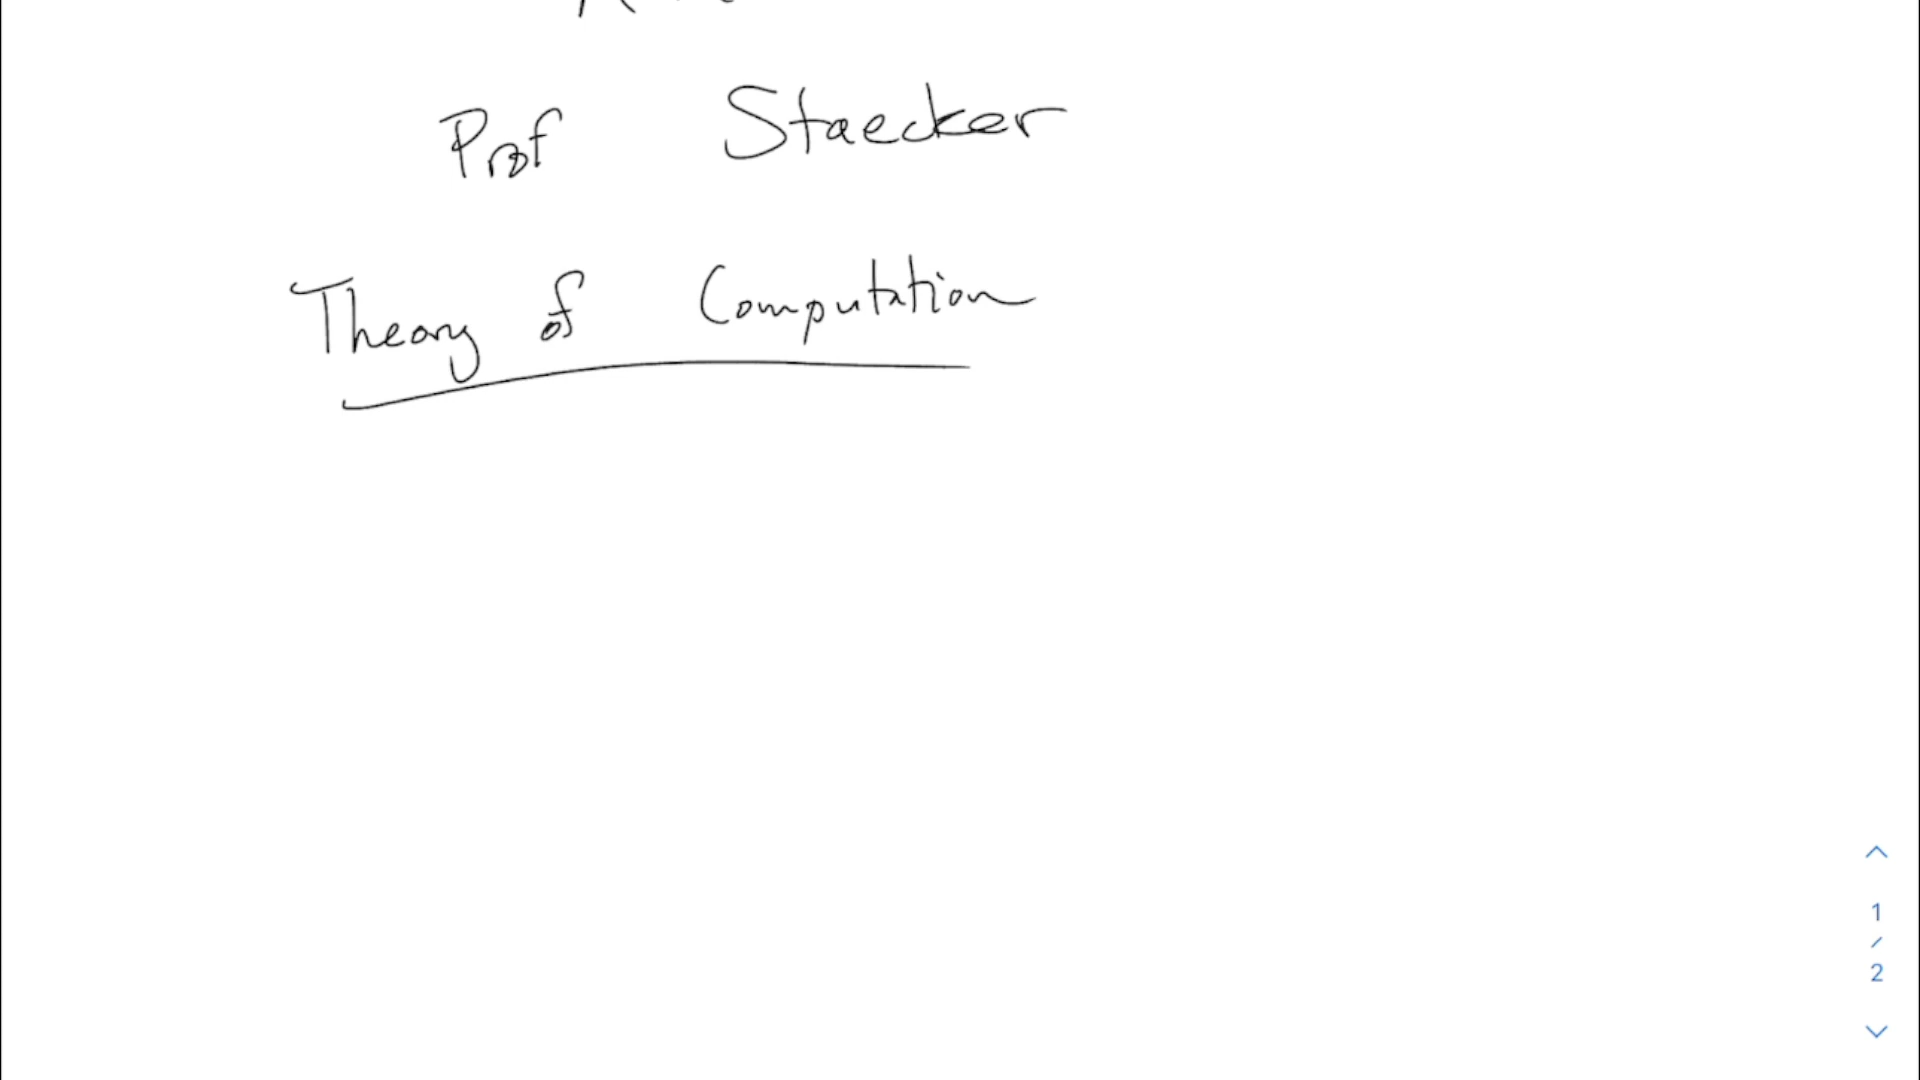 Prof Staecker
Theory of Computation
1
/
2